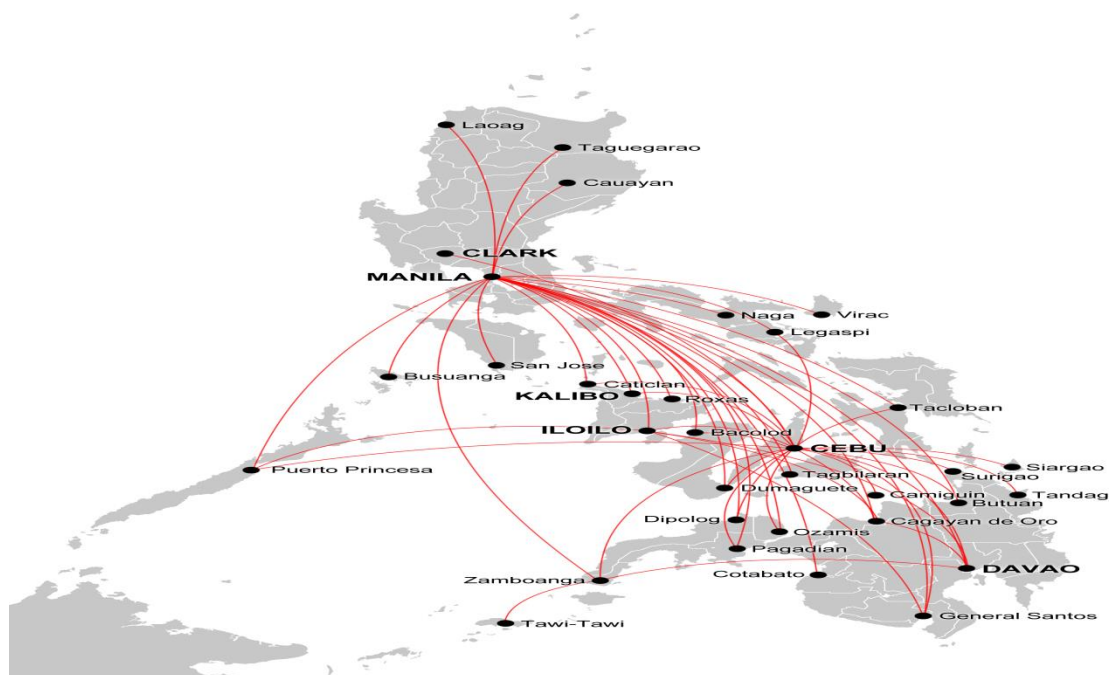 Laoag
Taguegarao
Cauayan
CLARK
MANILA
Naga
Virac
Legaspi
San Jose
Busuanga
Caticlan
KALIBO
Roxas
Tacloban
ILOILO
Bacolod
CEBU
Puerto Princesa
Tagbilaran
Siargao
Surigao
Dumaguete
Camiguin
Tandag
Butuan
Dipolog
Cagayan de Oro
Ozamis
Pagadian
Zamboanga
Cotabato
DAVAO
Tawi-Tawi
General Santos